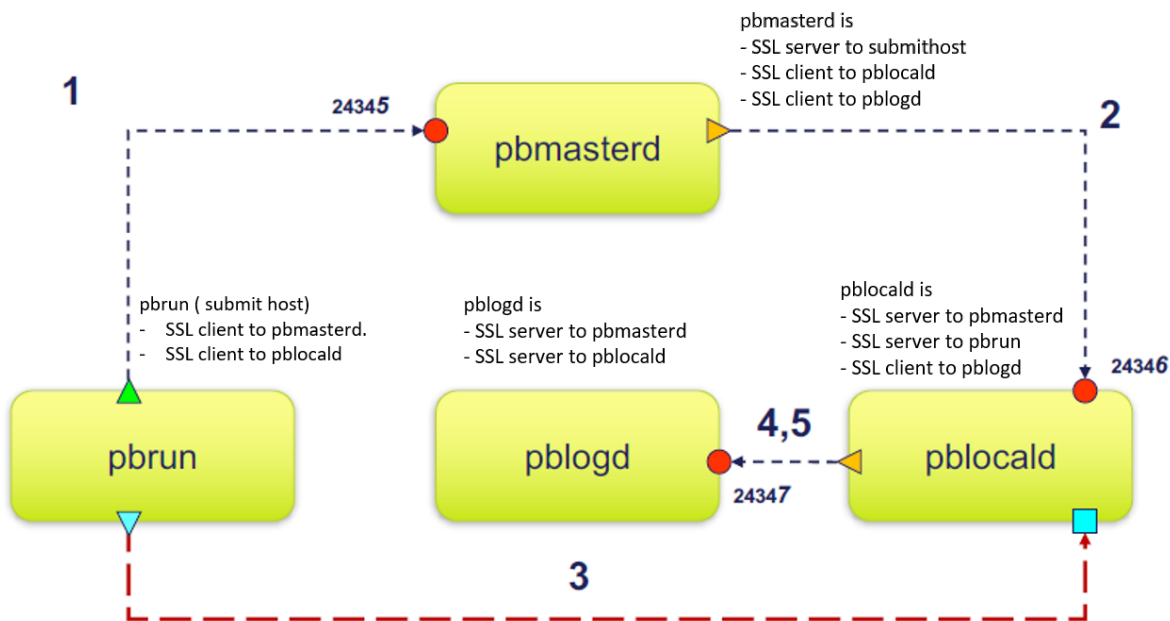 pbmasterd is
- SSL server to submithost
- SSL client to pblocald
- SSL client to pblogd
1
24345
2
pbmasterd
pbrun ( submit host)
- SSL client to pbmasterd.
- SSL client to pblocald
pblogd is
- SSL server to pbmasterd
- SSL server to pblocald
pblocald is
- SSL server to pbmasterd
- SSL server to pbrun
- SSL client to pblogd
24346
4,5
pbrun
pblogd
pblocald
24347
3